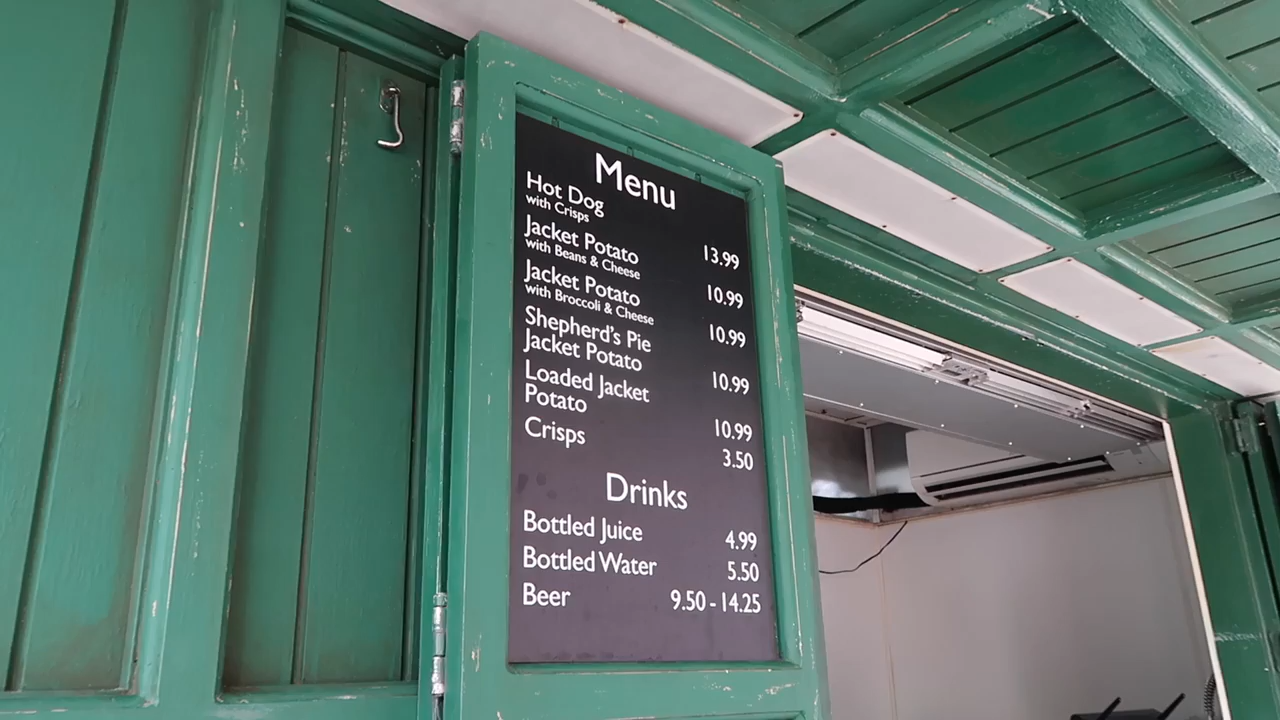 Menu
Hot Dog
with Crisps 13.99
Jacket Potato
with Beans & Cheese 10.99
Jacket Potato
with Broccoli & Cheese 10.99
Shepherd's Pie
Jacket Potato 10.99
Loaded Jacket
Potato 10.99
Crisps 3.50
Drinks
Bottled Juice 4.99
Bottled Water 5.50
Beer 9.50 - 14.25